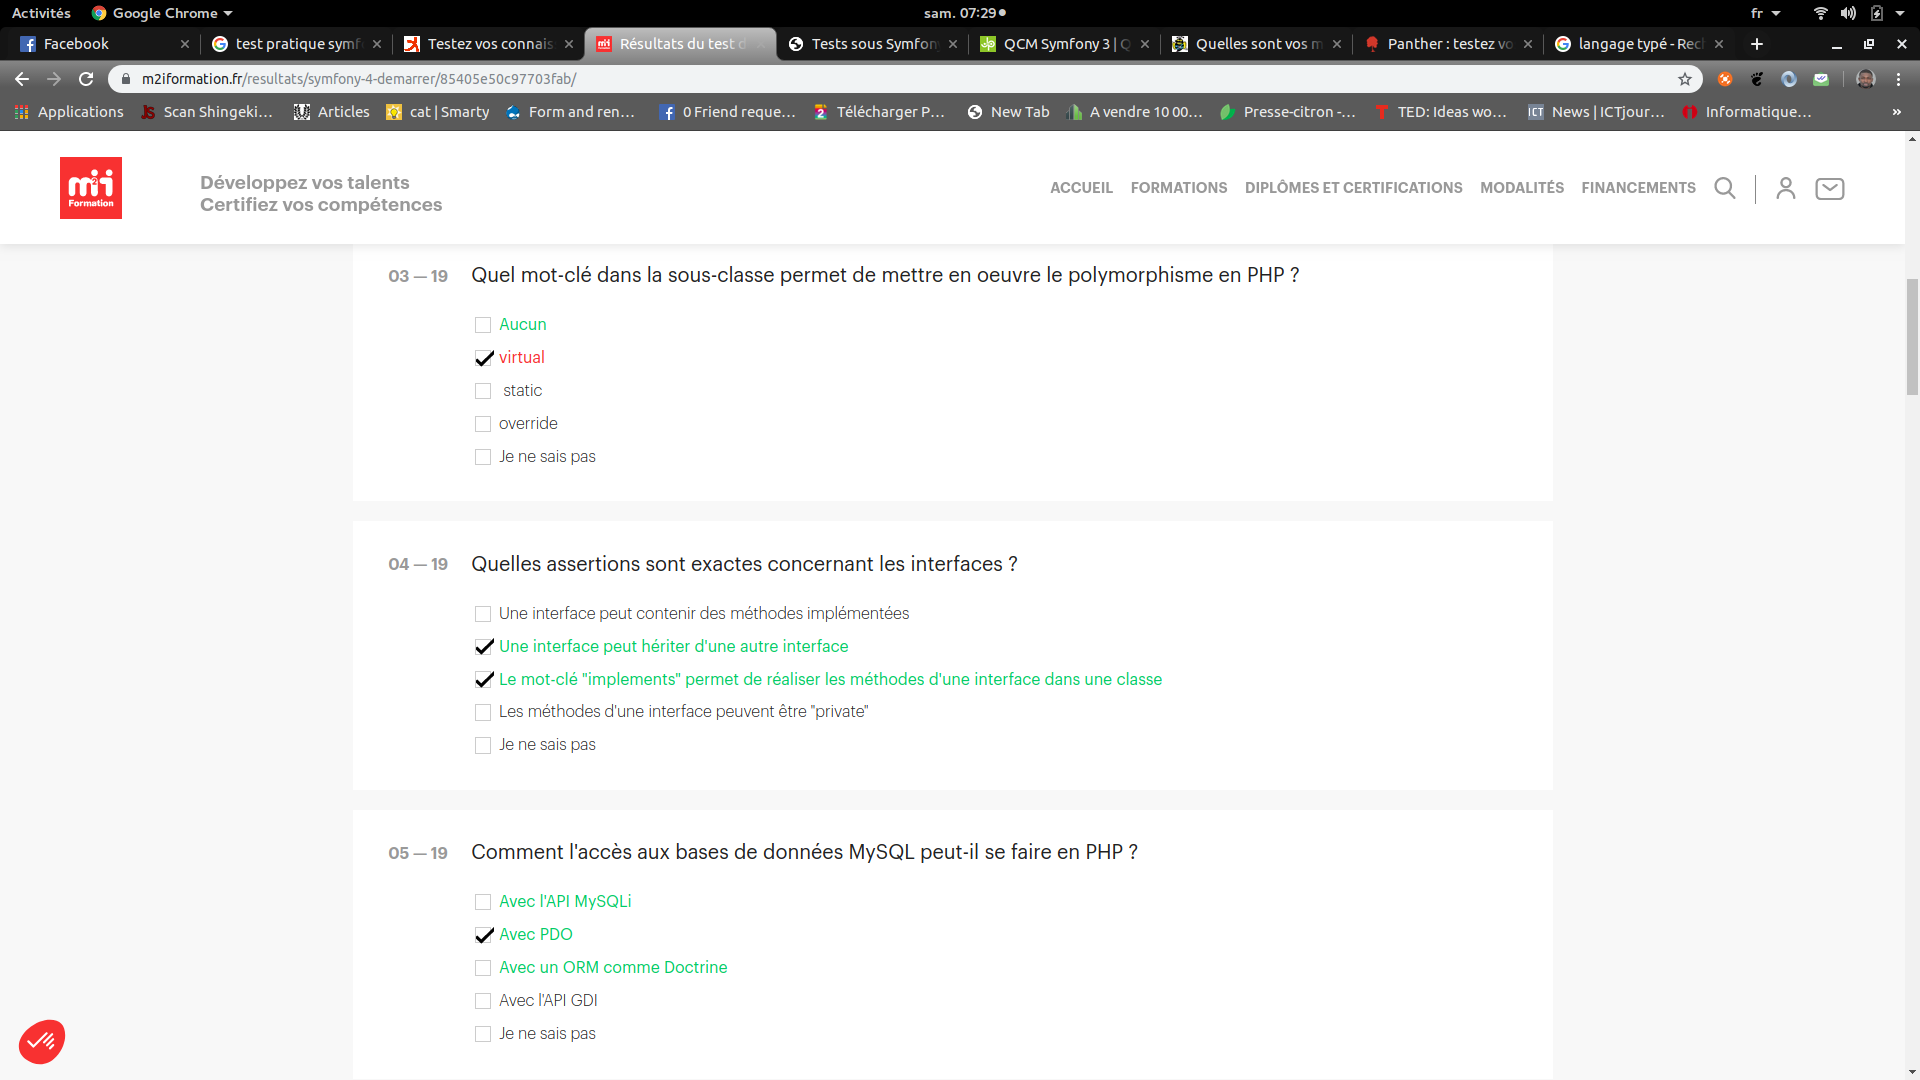 Activités
Google Chrome
sam. 07:29
fr
Facebook
test pratique symf
Testez vos connais
Résultats du test d
Tests sous Symfon
QCM Symfony 3 | Q
Quelles sont vos m
Panther : testez vo
langage typé - Rec
m2iformation.fr/resultats/symfony-4-demarrer/85405e50c97703fab/
Applications
Scan Shingeki...
Articles
cat | Smarty
Form and ren...
0 Friend reque...
Télécharger P...
New Tab
A vendre 10 00...
Presse-citron -...
TED: Ideas wo...
ICT
News | ICTjour...
Informatique...
»
m2i
Formation
Développez vos talents
Certifiez vos compétences
ACCUEIL
FORMATIONS
DIPLÔMES ET CERTIFICATIONS
MODALITÉS
FINANCEMENTS
03 — 19
Quel mot-clé dans la sous-classe permet de mettre en oeuvre le polymorphisme en PHP ?
Aucun
virtual
static
override
Je ne sais pas
04 — 19
Quelles assertions sont exactes concernant les interfaces ?
Une interface peut contenir des méthodes implémentées
Une interface peut hériter d'une autre interface
Le mot-clé "implements" permet de réaliser les méthodes d'une interface dans une classe
Les méthodes d'une interface peuvent être "private"
Je ne sais pas
05 — 19
Comment l'accès aux bases de données MySQL peut-il se faire en PHP ?
Avec l'API MySQLi
Avec PDO
Avec un ORM comme Doctrine
Avec l'API GDI
Je ne sais pas